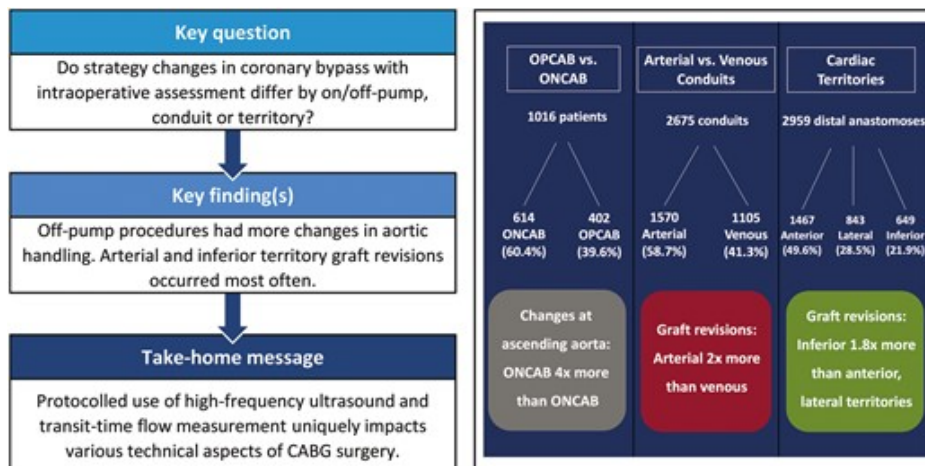 Key question
Do strategy changes in coronary bypass with
intraoperative assessment differ by on/off-pump,
conduit or territory?
Key finding(s)
Off-pump procedures had more changes in aortic
handling. Arterial and inferior territory graft revisions
occurred most often.
Take-home message
Protocolled use of high-frequency ultrasound and
transit-time flow measurement uniquely impacts
various technical aspects of CABG surgery.
OPCAB vs.
ONCAB
1016 patients
614
ONCAB
(60.4%)
402
OPCAB
(39.6%)
Changes at
ascending aorta:
ONCAB 4x more
than ONCAB
Arterial vs. Venous
Conduits
2675 conduits
1570
Arterial
(58.7%)
1105
Venous
(41.3%)
Graft revisions:
Arterial 2x more
than venous
Cardiac
Territories
2959 distal anastomoses
1467
Anterior
(49.6%)
843
Lateral
(28.5%)
649
Inferior
(21.9%)
Graft revisions:
Inferior 1.8x more
than anterior,
lateral territories